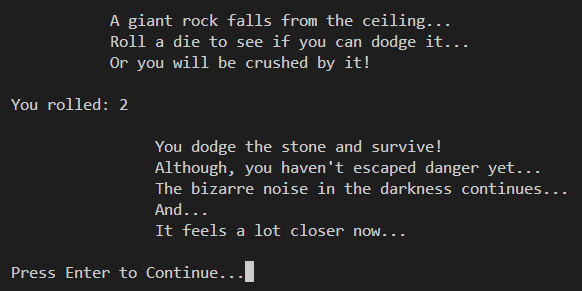 A giant rock falls from the ceiling...
Roll a die to see if you can dodge it...
Or you will be crushed by it!
You rolled: 2
You dodge the stone and survive!
Although, you haven't escaped danger yet...
The bizarre noise in the darkness continues...
And...
It feels a lot closer now...
Press Enter to Continue...